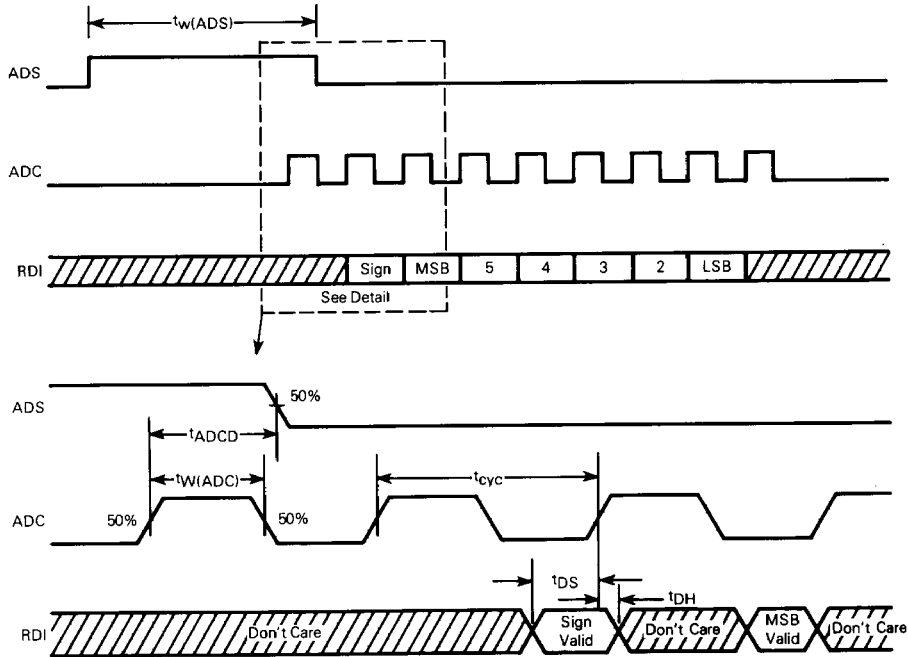 tw(ADS)
ADS
ADC
RDI
Sign MSB 5 4 3 2 LSB
See Detail
ADS
50%
tADCD
tW(ADC)
tcyc
ADC
50%
50%
tDS
tDH
RDI
Don't Care
Sign
Valid
Don't Care
MSB
Valid
Don't Care